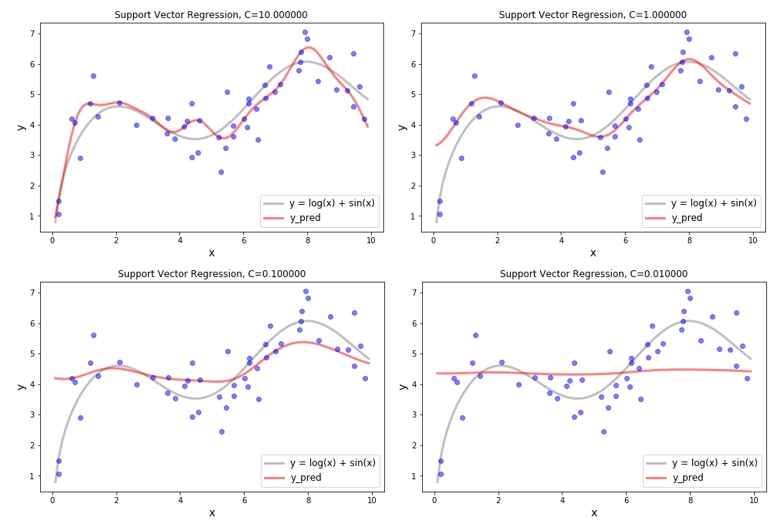 Support Vector Regression, C=10.000000
7
6
5
4
3
2
1
y
y = log(x) + sin(x)
y_pred
0 2 4 6 8 10
x
Support Vector Regression, C=1.000000
7
6
5
4
3
2
1
y
y = log(x) + sin(x)
y_pred
0 2 4 6 8 10
x
Support Vector Regression, C=0.100000
7
6
5
4
3
2
1
y
y = log(x) + sin(x)
y_pred
0 2 4 6 8 10
x
Support Vector Regression, C=0.010000
7
6
5
4
3
2
1
y
y = log(x) + sin(x)
y_pred
0 2 4 6 8 10
x